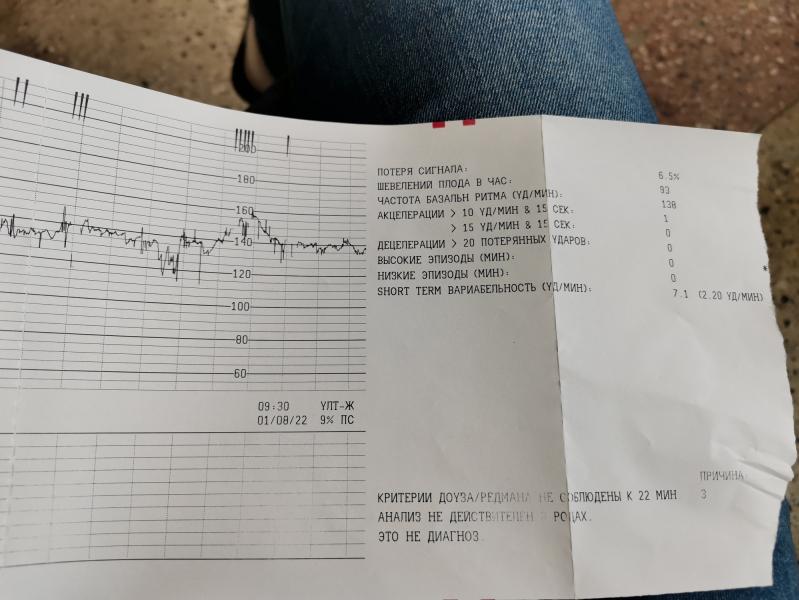 200
180
160
140
120
100
80
60
09:30 УЛТ-Ж
01/08/22 9% ПС
ПОТЕРЯ СИГНАЛА: 6.5%
ШЕВЕЛЕНИЙ ПЛОДА В ЧАС: 93
ЧАСТОТА БАЗАЛЬН РИТМА (УД/МИН): 138
АКЦЕЛЕРАЦИИ > 10 УД/МИН & 15 СЕК: 1
> 15 УД/МИН & 15 СЕК: 0
ДЕЦЕЛЕРАЦИИ > 20 ПОТЕРЯННЫХ УДАРОВ: 0
ВЫСОКИЕ ЭПИЗОДЫ (МИН): 0
НИЗКИЕ ЭПИЗОДЫ (МИН): 0 *
SHORT TERM ВАРИАБЕЛЬНОСТЬ (УД/МИН): 7.1 (2.20 УД/МИН)
ПРИЧИНА:
КРИТЕРИИ ДОУЗА/РЕДМАНА НЕ СОБЛЮДЕНЫ К 22 МИН 3
АНАЛИЗ НЕ ДЕЙСТВИТЕЛЕН В РОДАХ.
ЭТО НЕ ДИАГНОЗ.